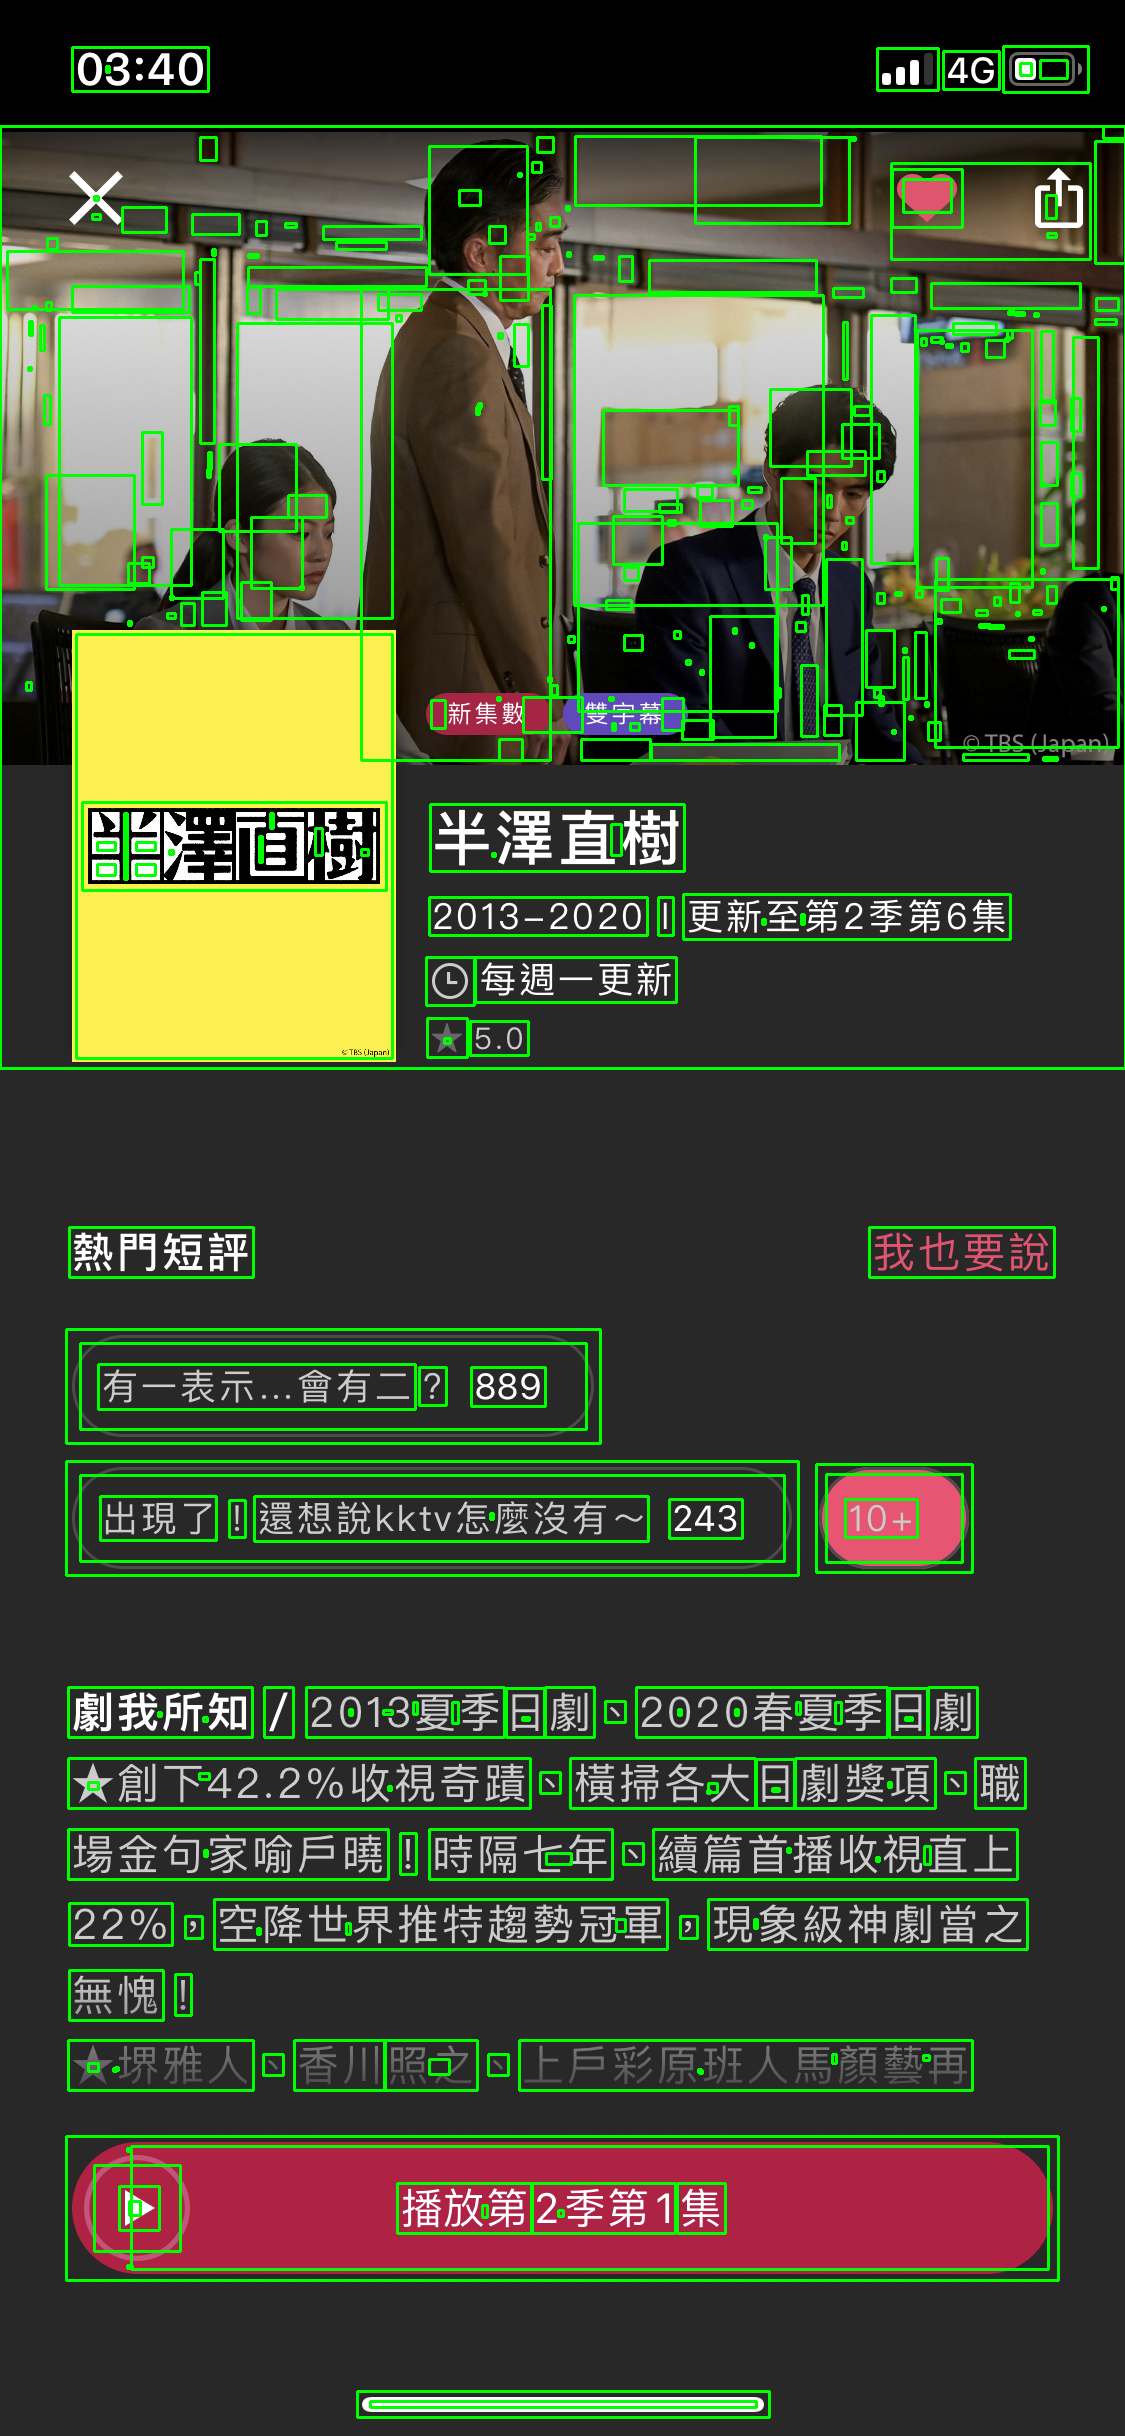 03:40 4G
新集數 雙字幕
© TBS (Japan)
半澤直樹
© TBS (Japan)
半澤直樹
2013–2020 | 更新至第2季第6集
每週一更新
★ 5.0
熱門短評 我也要說
有一表示...會有二? 889
出現了!還想說kktv怎麼沒有～ 243 10+
劇我所知 / 2013夏季日劇、2020春夏季日劇
★創下42.2%收視奇蹟、橫掃各大日劇獎項、職
場金句家喻戶曉!時隔七年、續篇首播收視直上
22%,空降世界推特趨勢冠軍,現象級神劇當之
無愧!
★堺雅人、香川照之、上戶彩原班人馬顏藝再
播放第2季第1集